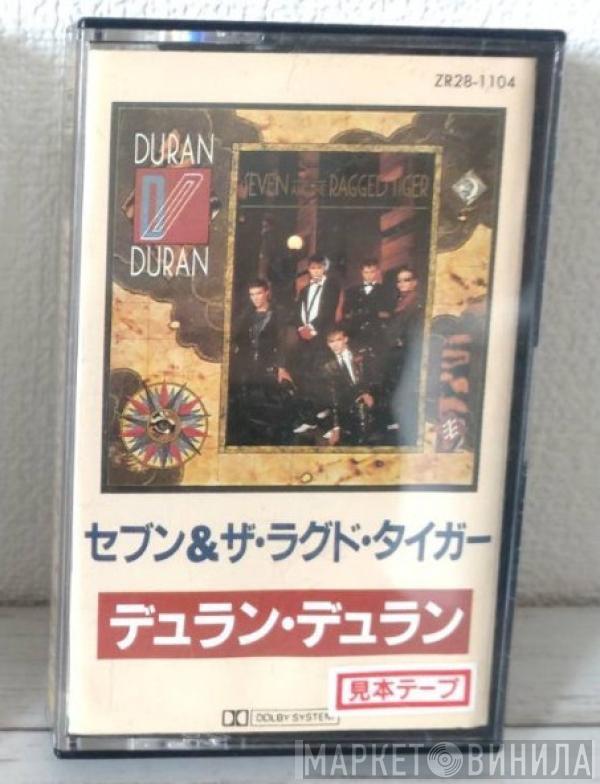 ZR28-1104
DURAN
DURAN
SEVEN AND THE RAGGED TIGER
セブン&ザ・ラグド・タイガー
デュラン・デュラン
見本テープ
DOLBY SYSTEM
МАРКЕТ ВИНИЛА